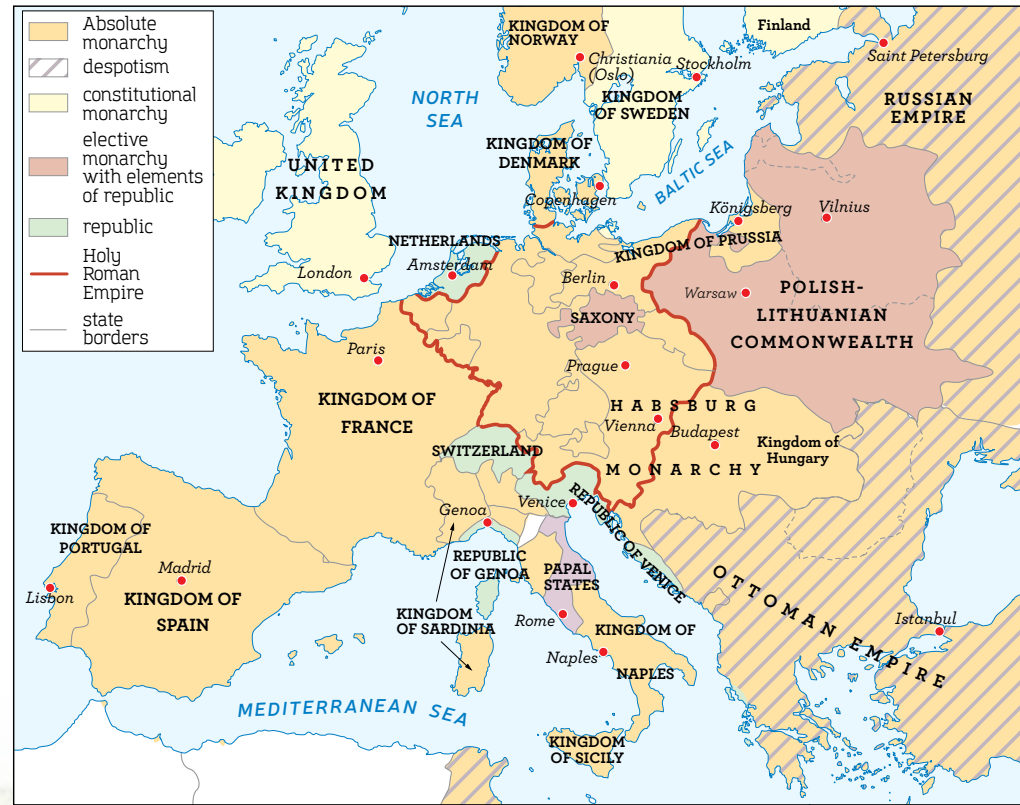 Absolute
monarchy
despotism
constitutional
monarchy
elective
monarchy
with elements
of republic
republic
Holy
Roman
Empire
state
borders
KINGDOM OF
NORWAY
Christiania
(Oslo)
Stockholm
Finland
Saint Petersburg
RUSSIAN
EMPIRE
NORTH
SEA
KINGDOM
OF SWEDEN
KINGDOM OF
DENMARK
Copenhagen
BALTIC SEA
UNITED
KINGDOM
London
NETHERLANDS
Amsterdam
Königsberg
Vilnius
KINGDOM OF PRUSSIA
Berlin
Warsaw
POLISH-
LITHUANIAN
COMMONWEALTH
SAXONY
Paris
Prague
KINGDOM OF
FRANCE
HABSBURG
Vienna
Budapest
MONARCHY
Kingdom of
Hungary
SWITZERLAND
Genoa
Venice
REPUBLIC OF VENICE
REPUBLIC
OF GENOA
PAPAL
STATES
KINGDOM OF
PORTUGAL
Madrid
Lisbon
KINGDOM OF
SPAIN
KINGDOM
OF SARDINIA
Rome
KINGDOM OF
NAPLES
Naples
OTTOMAN EMPIRE
Istanbul
MEDITERRANEAN SEA
KINGDOM
OF SICILY